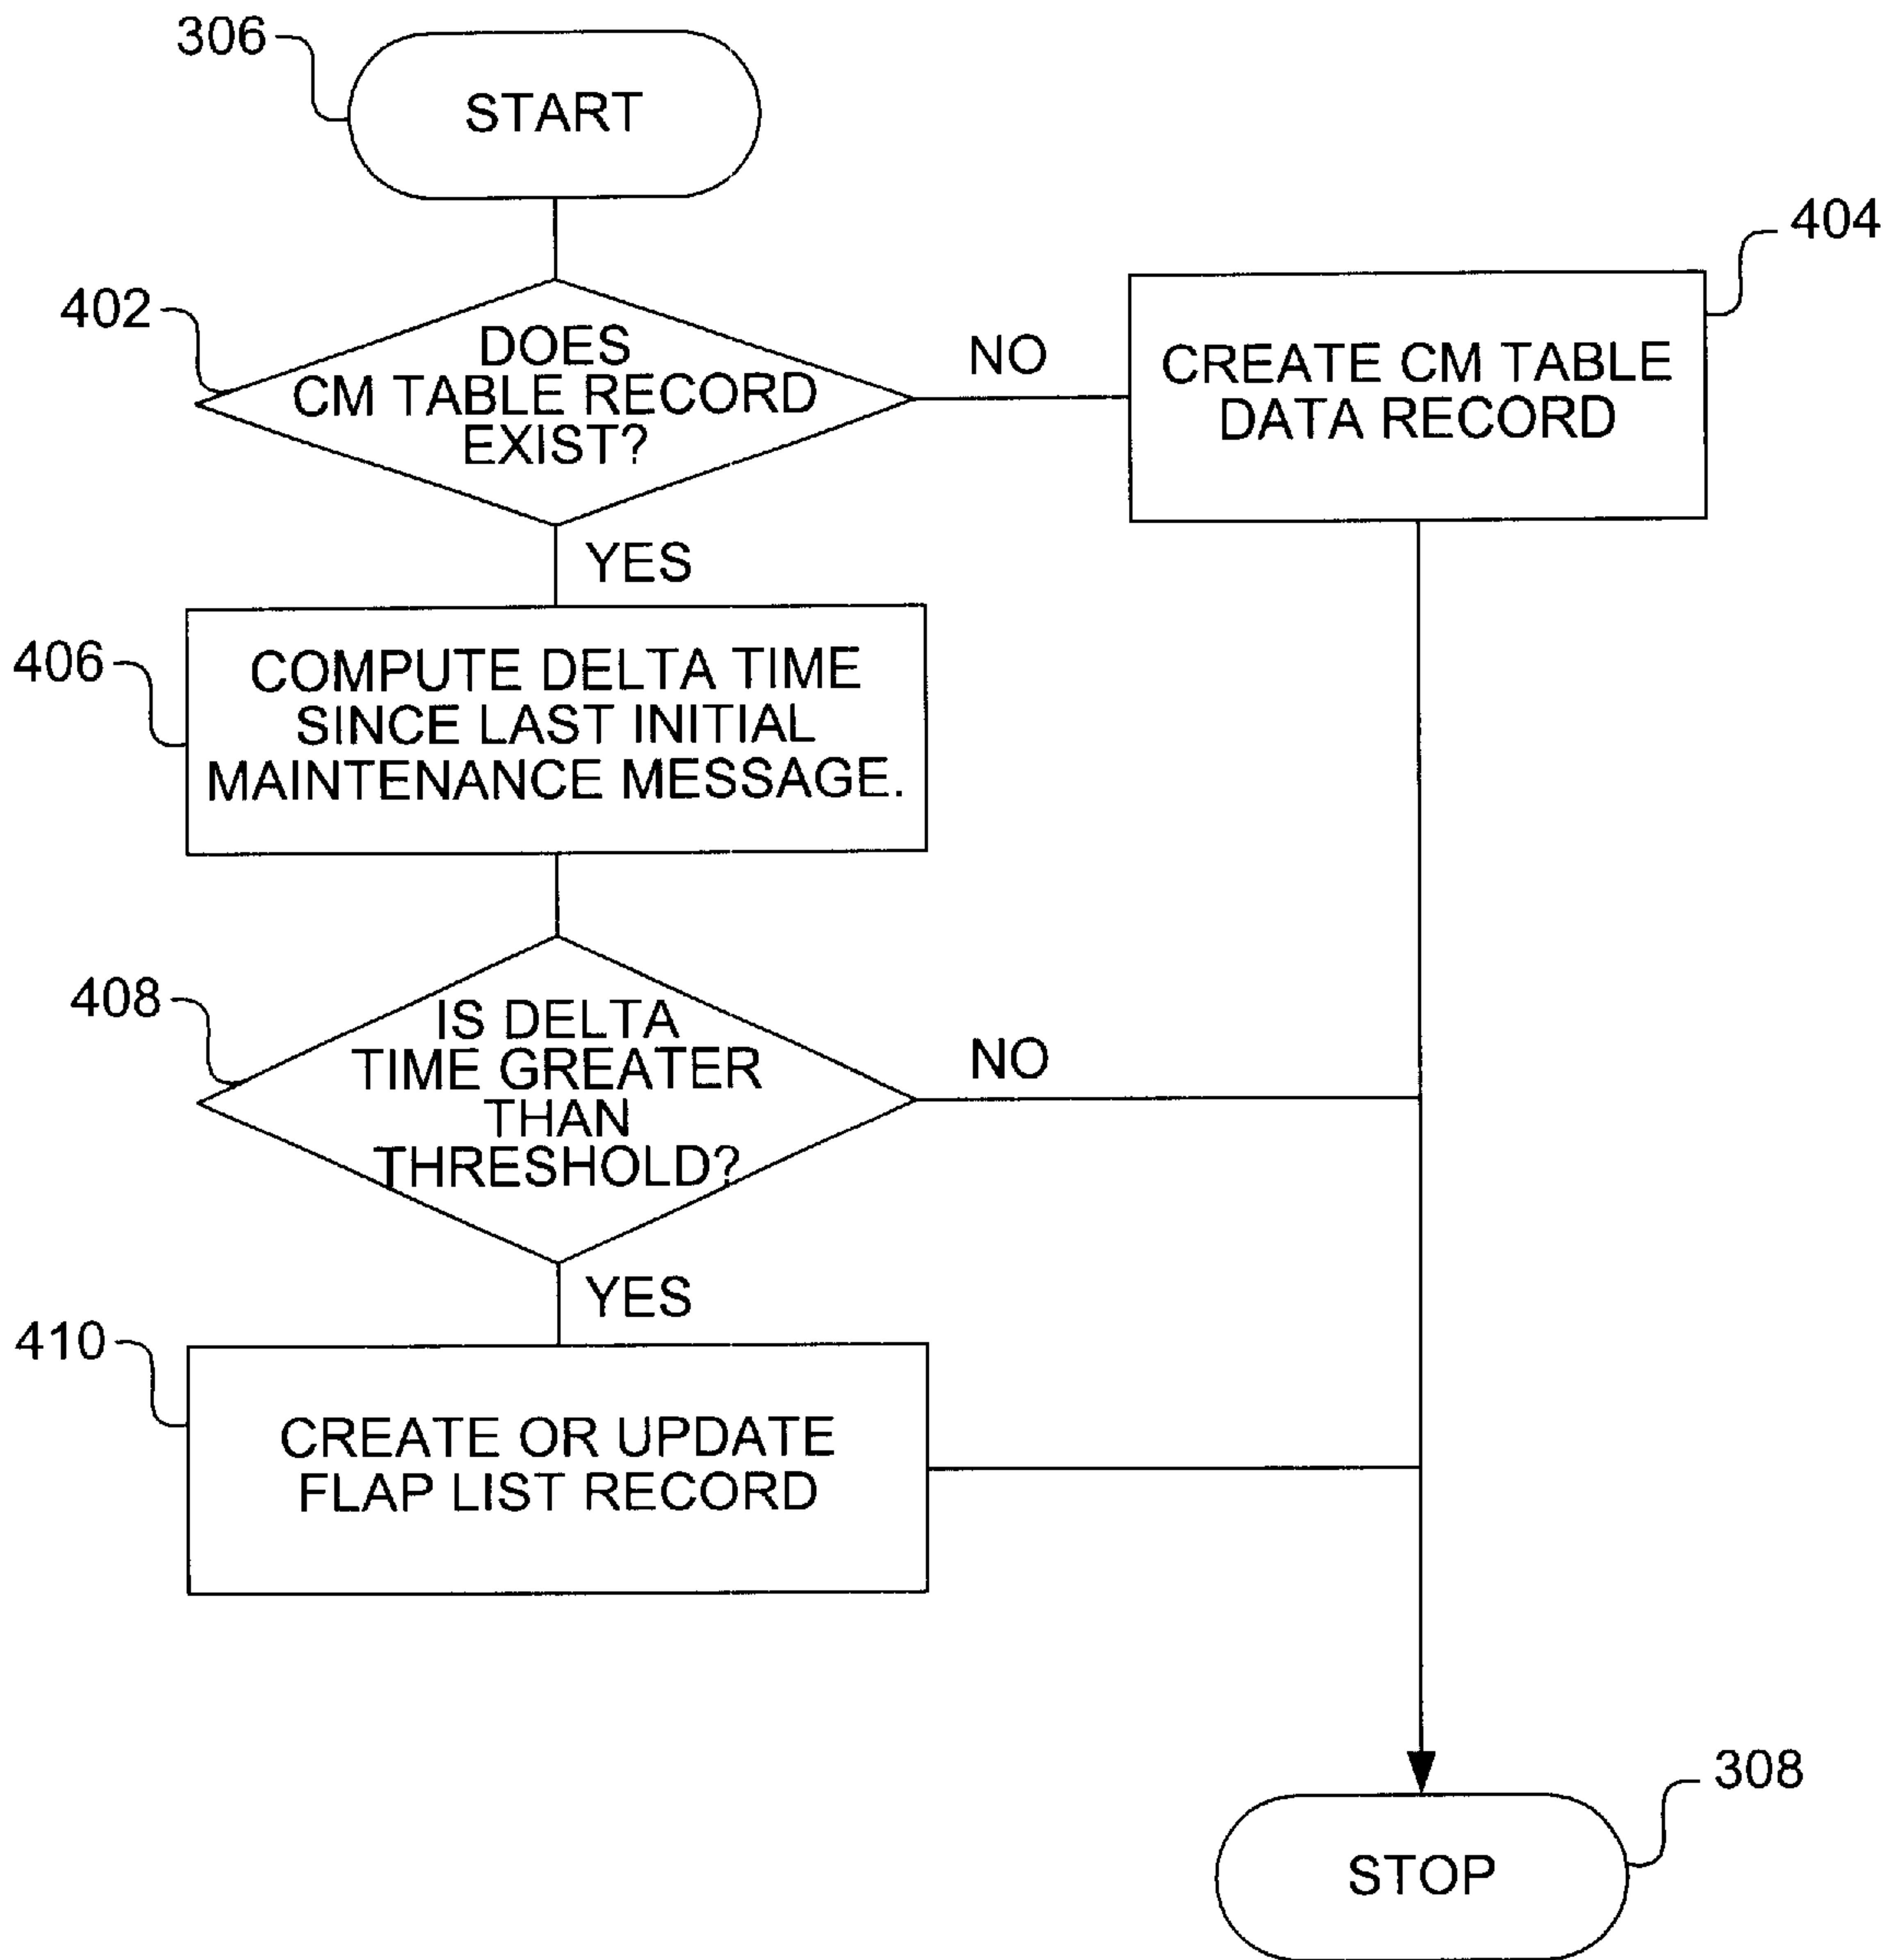 306
START
402
DOES
CM TABLE RECORD
EXIST?
NO
404
CREATE CM TABLE
DATA RECORD
YES
406
COMPUTE DELTA TIME
SINCE LAST INITIAL
MAINTENANCE MESSAGE.
408
IS DELTA
TIME GREATER
THAN
THRESHOLD?
NO
YES
410
CREATE OR UPDATE
FLAP LIST RECORD
308
STOP